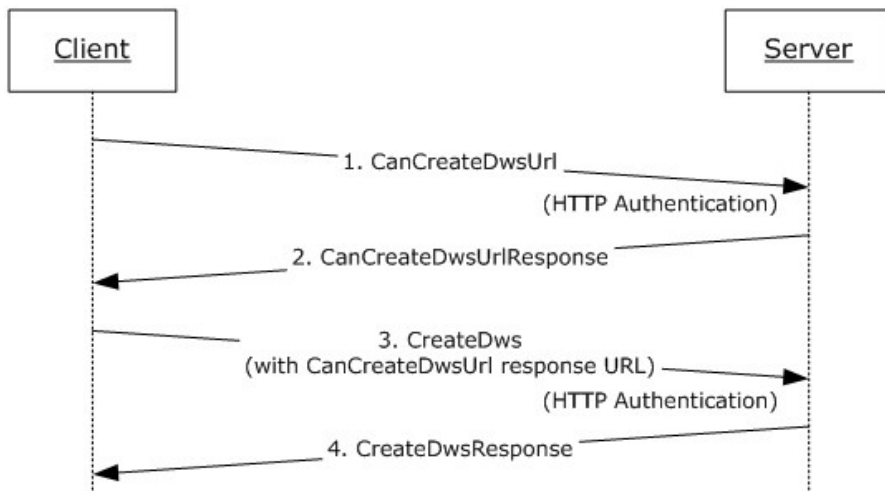 Client
Server
1. CanCreateDwsUrl
(HTTP Authentication)
2. CanCreateDwsUrlResponse
3. CreateDws
(with CanCreateDwsUrl response URL)
(HTTP Authentication)
4. CreateDwsResponse